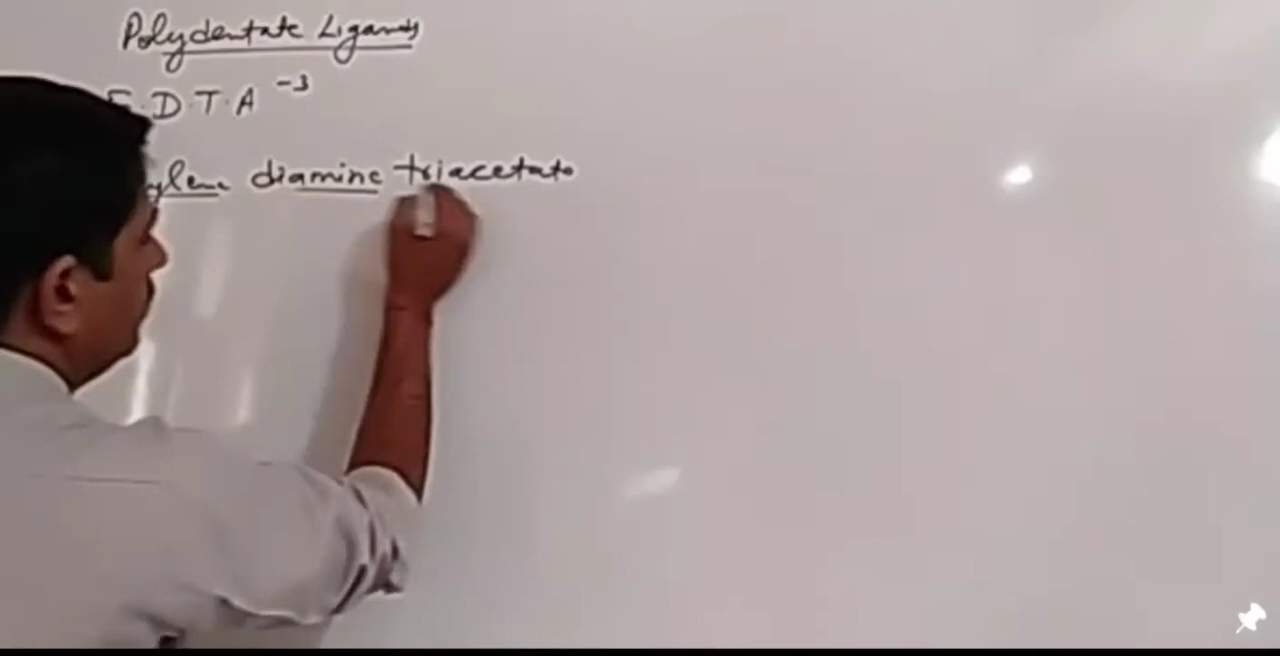 Polydentate Ligands
E.D.T.A -3
ylene diamine triacetato